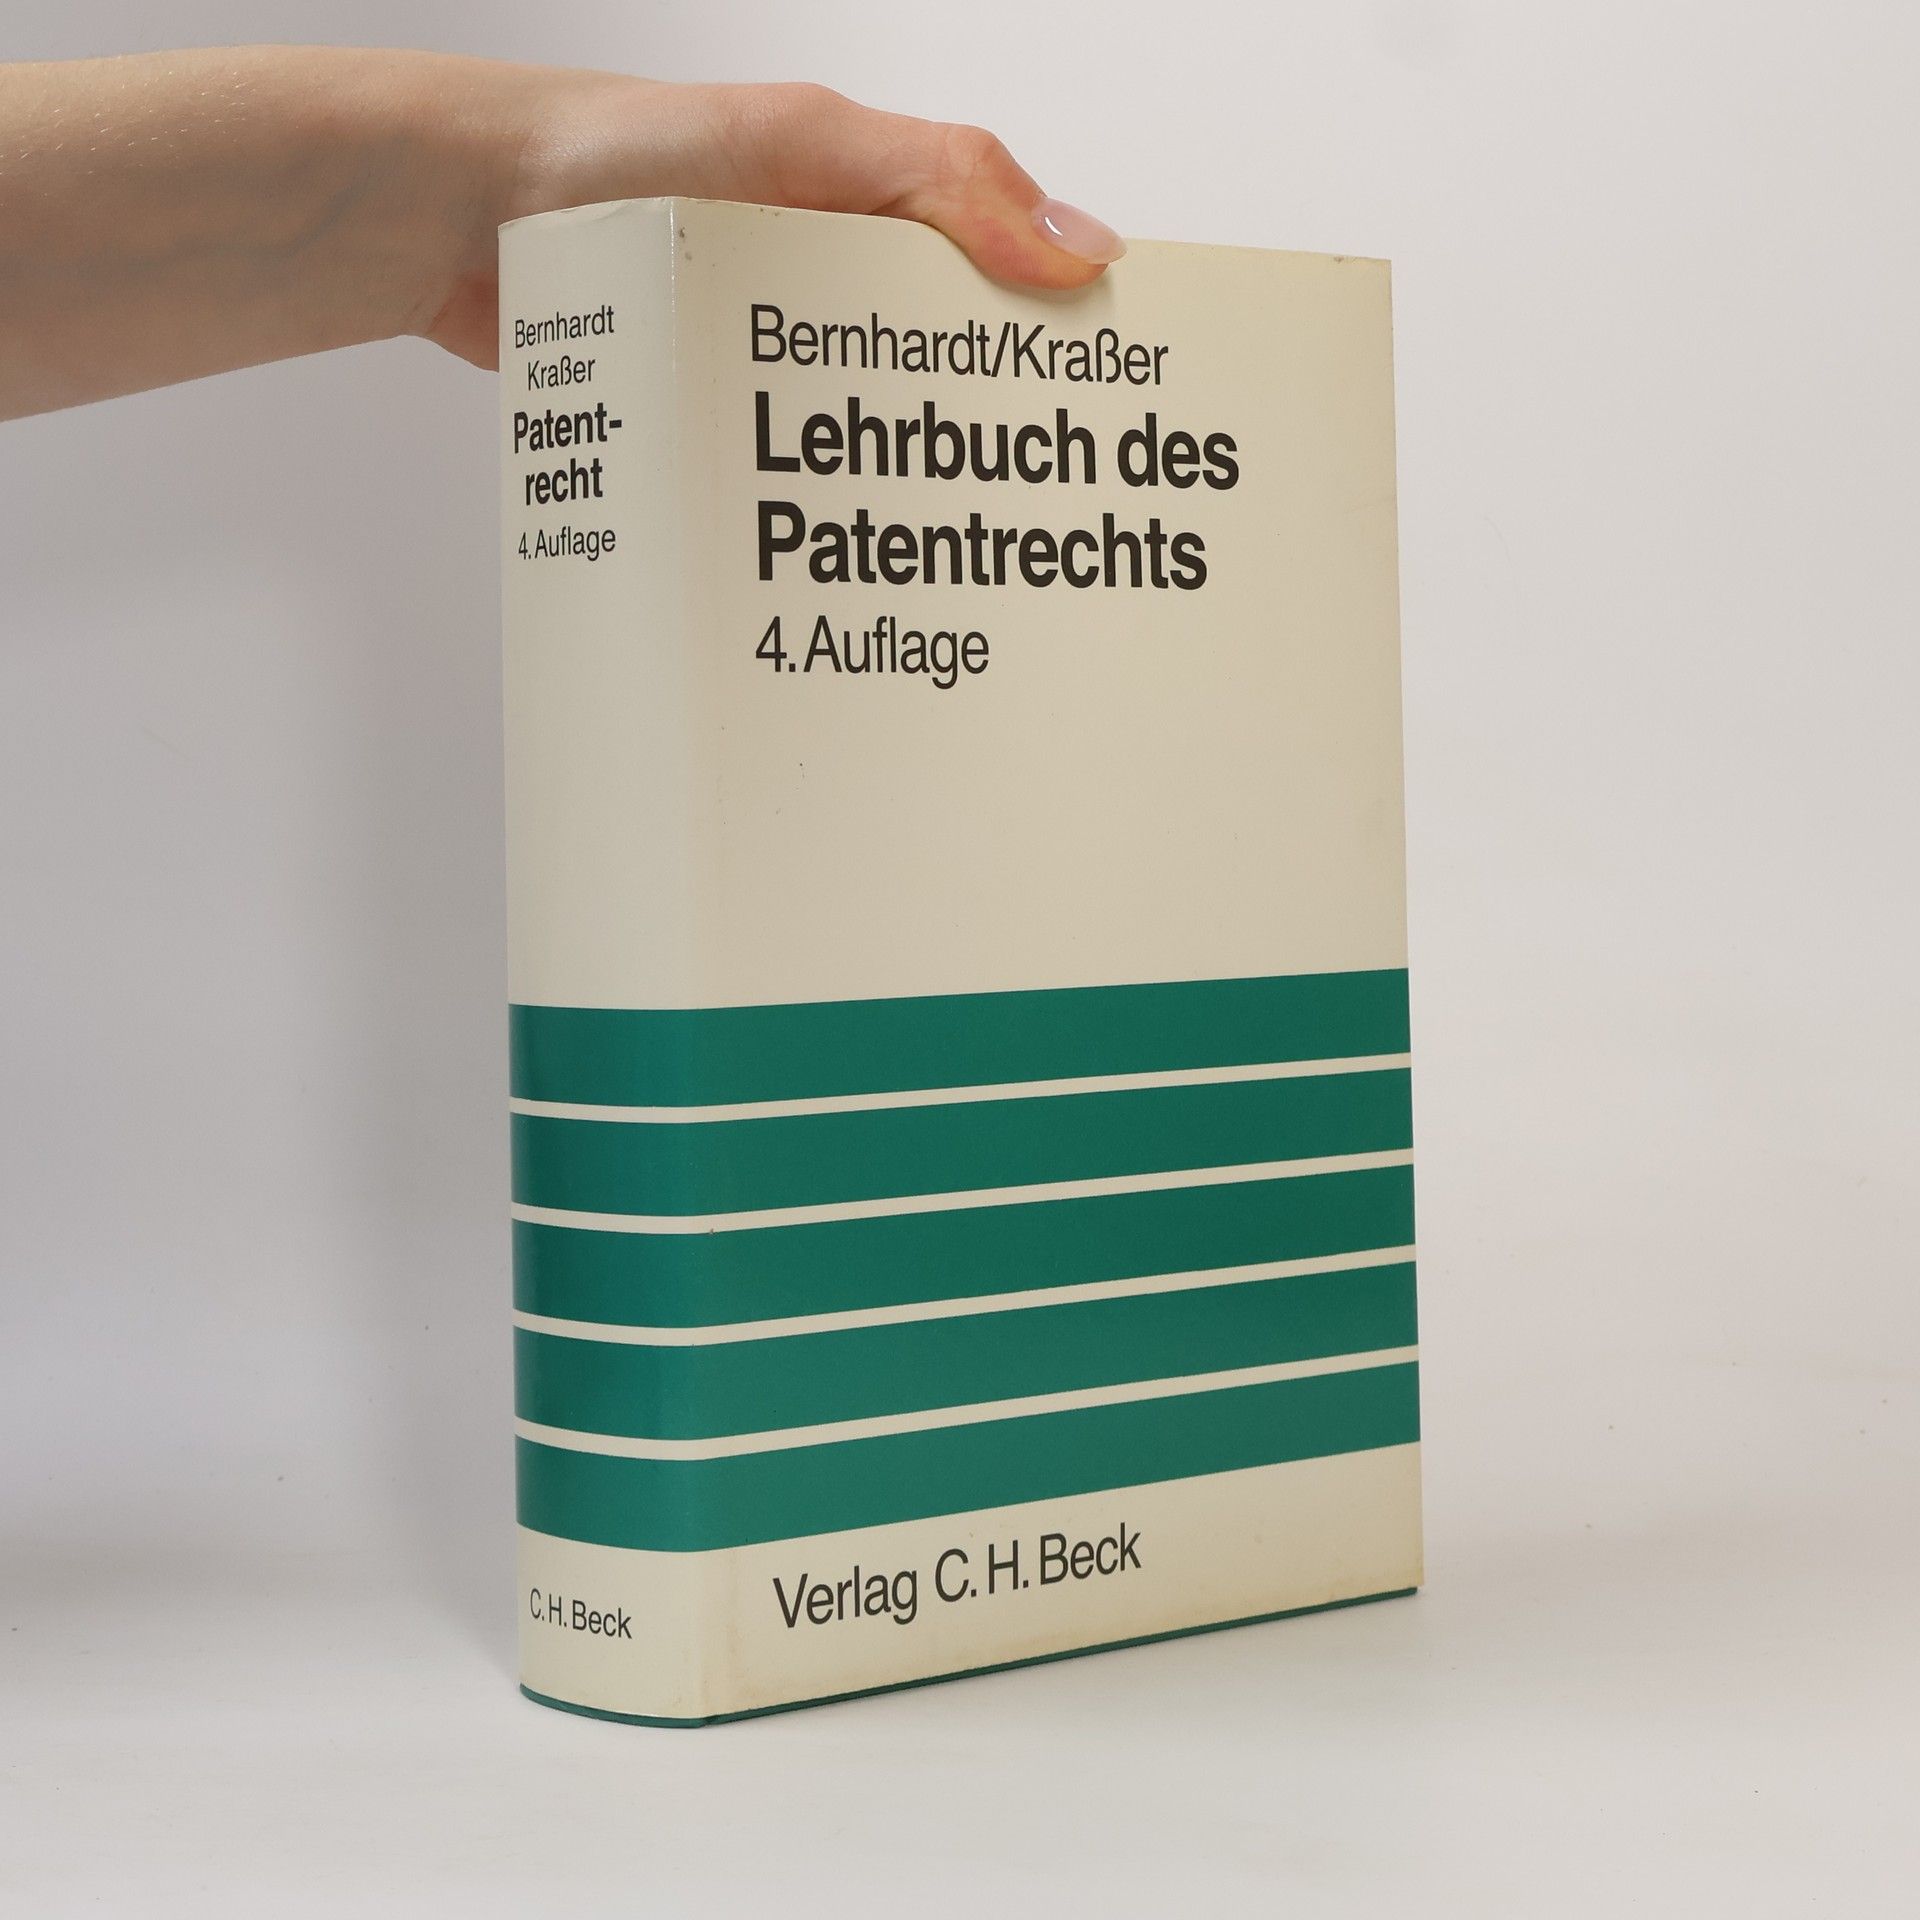 Bernhardt
Kraßer
Patent-
recht
4. Auflage
C. H. Beck
Bernhardt/Kraßer
Lehrbuch des
Patentrechts
4. Auflage
Verlag C. H. Beck